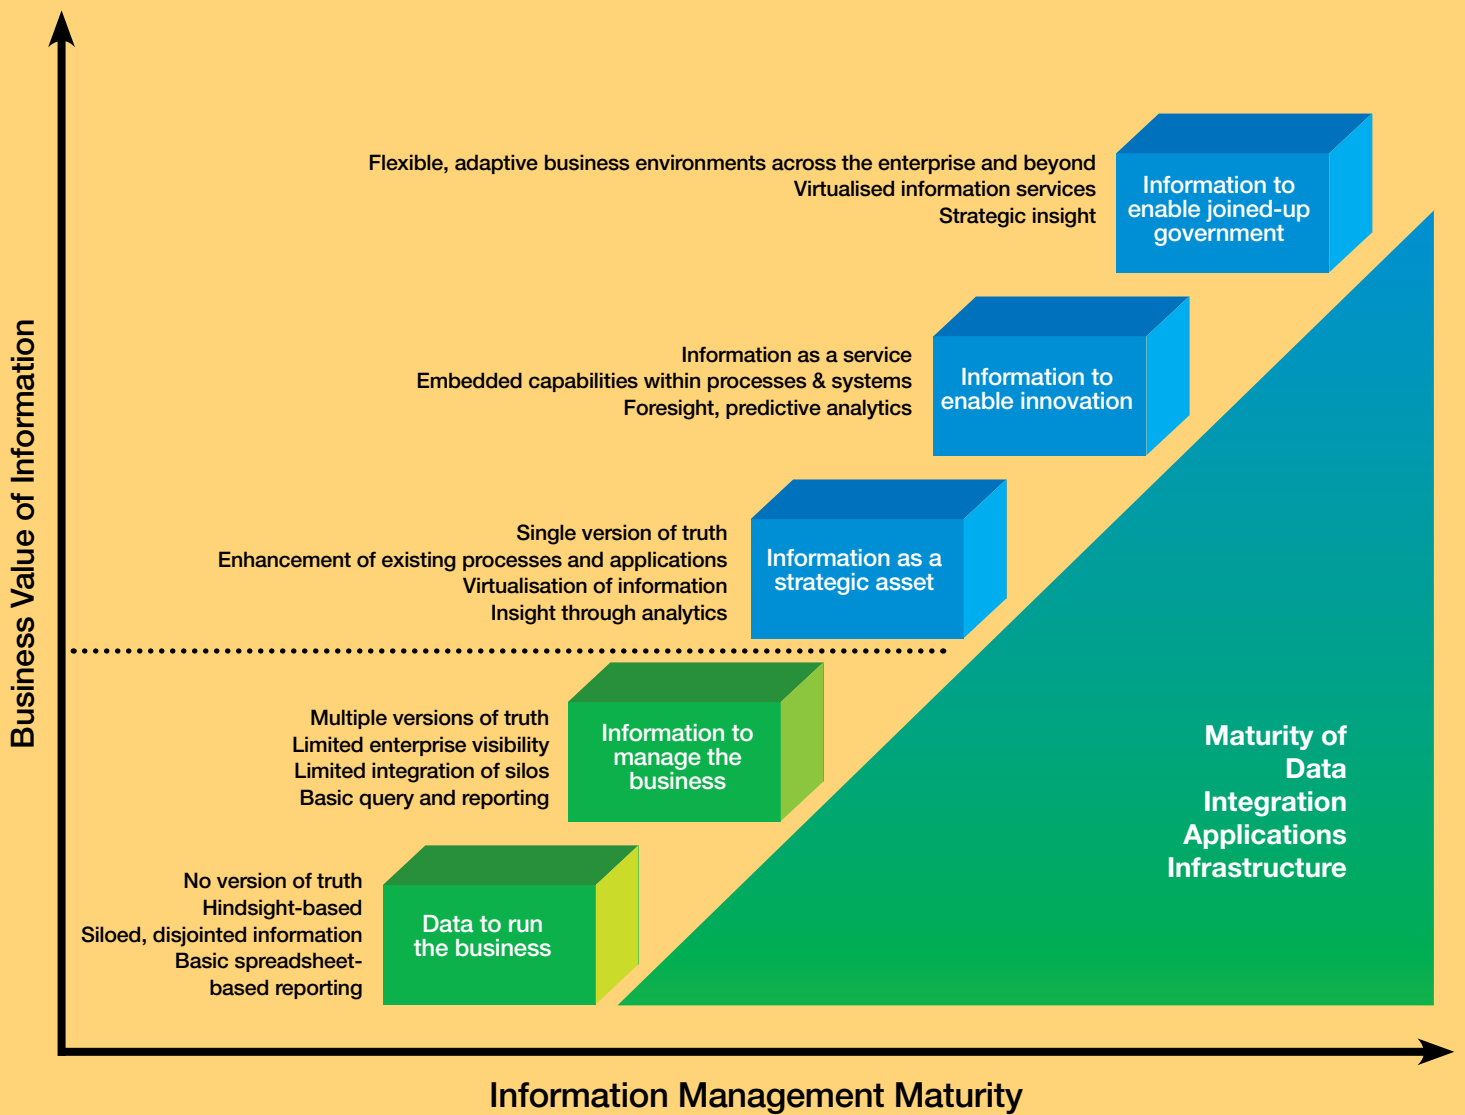 Flexible, adaptive business environments across the enterprise and beyond
Virtualised information services
Strategic insight
Information to
enable joined-up
government
Information as a service
Embedded capabilities within processes & systems
Foresight, predictive analytics
Information to
enable innovation
Single version of truth
Enhancement of existing processes and applications
Virtualisation of information
Insight through analytics
Information as a
strategic asset
Multiple versions of truth
Limited enterprise visibility
Limited integration of silos
Basic query and reporting
Information to
manage the
business
No version of truth
Hindsight-based
Siloed, disjointed information
Basic spreadsheet-
based reporting
Data to run
the business
Maturity of
Data
Integration
Applications
Infrastructure
Business Value of Information
Information Management Maturity